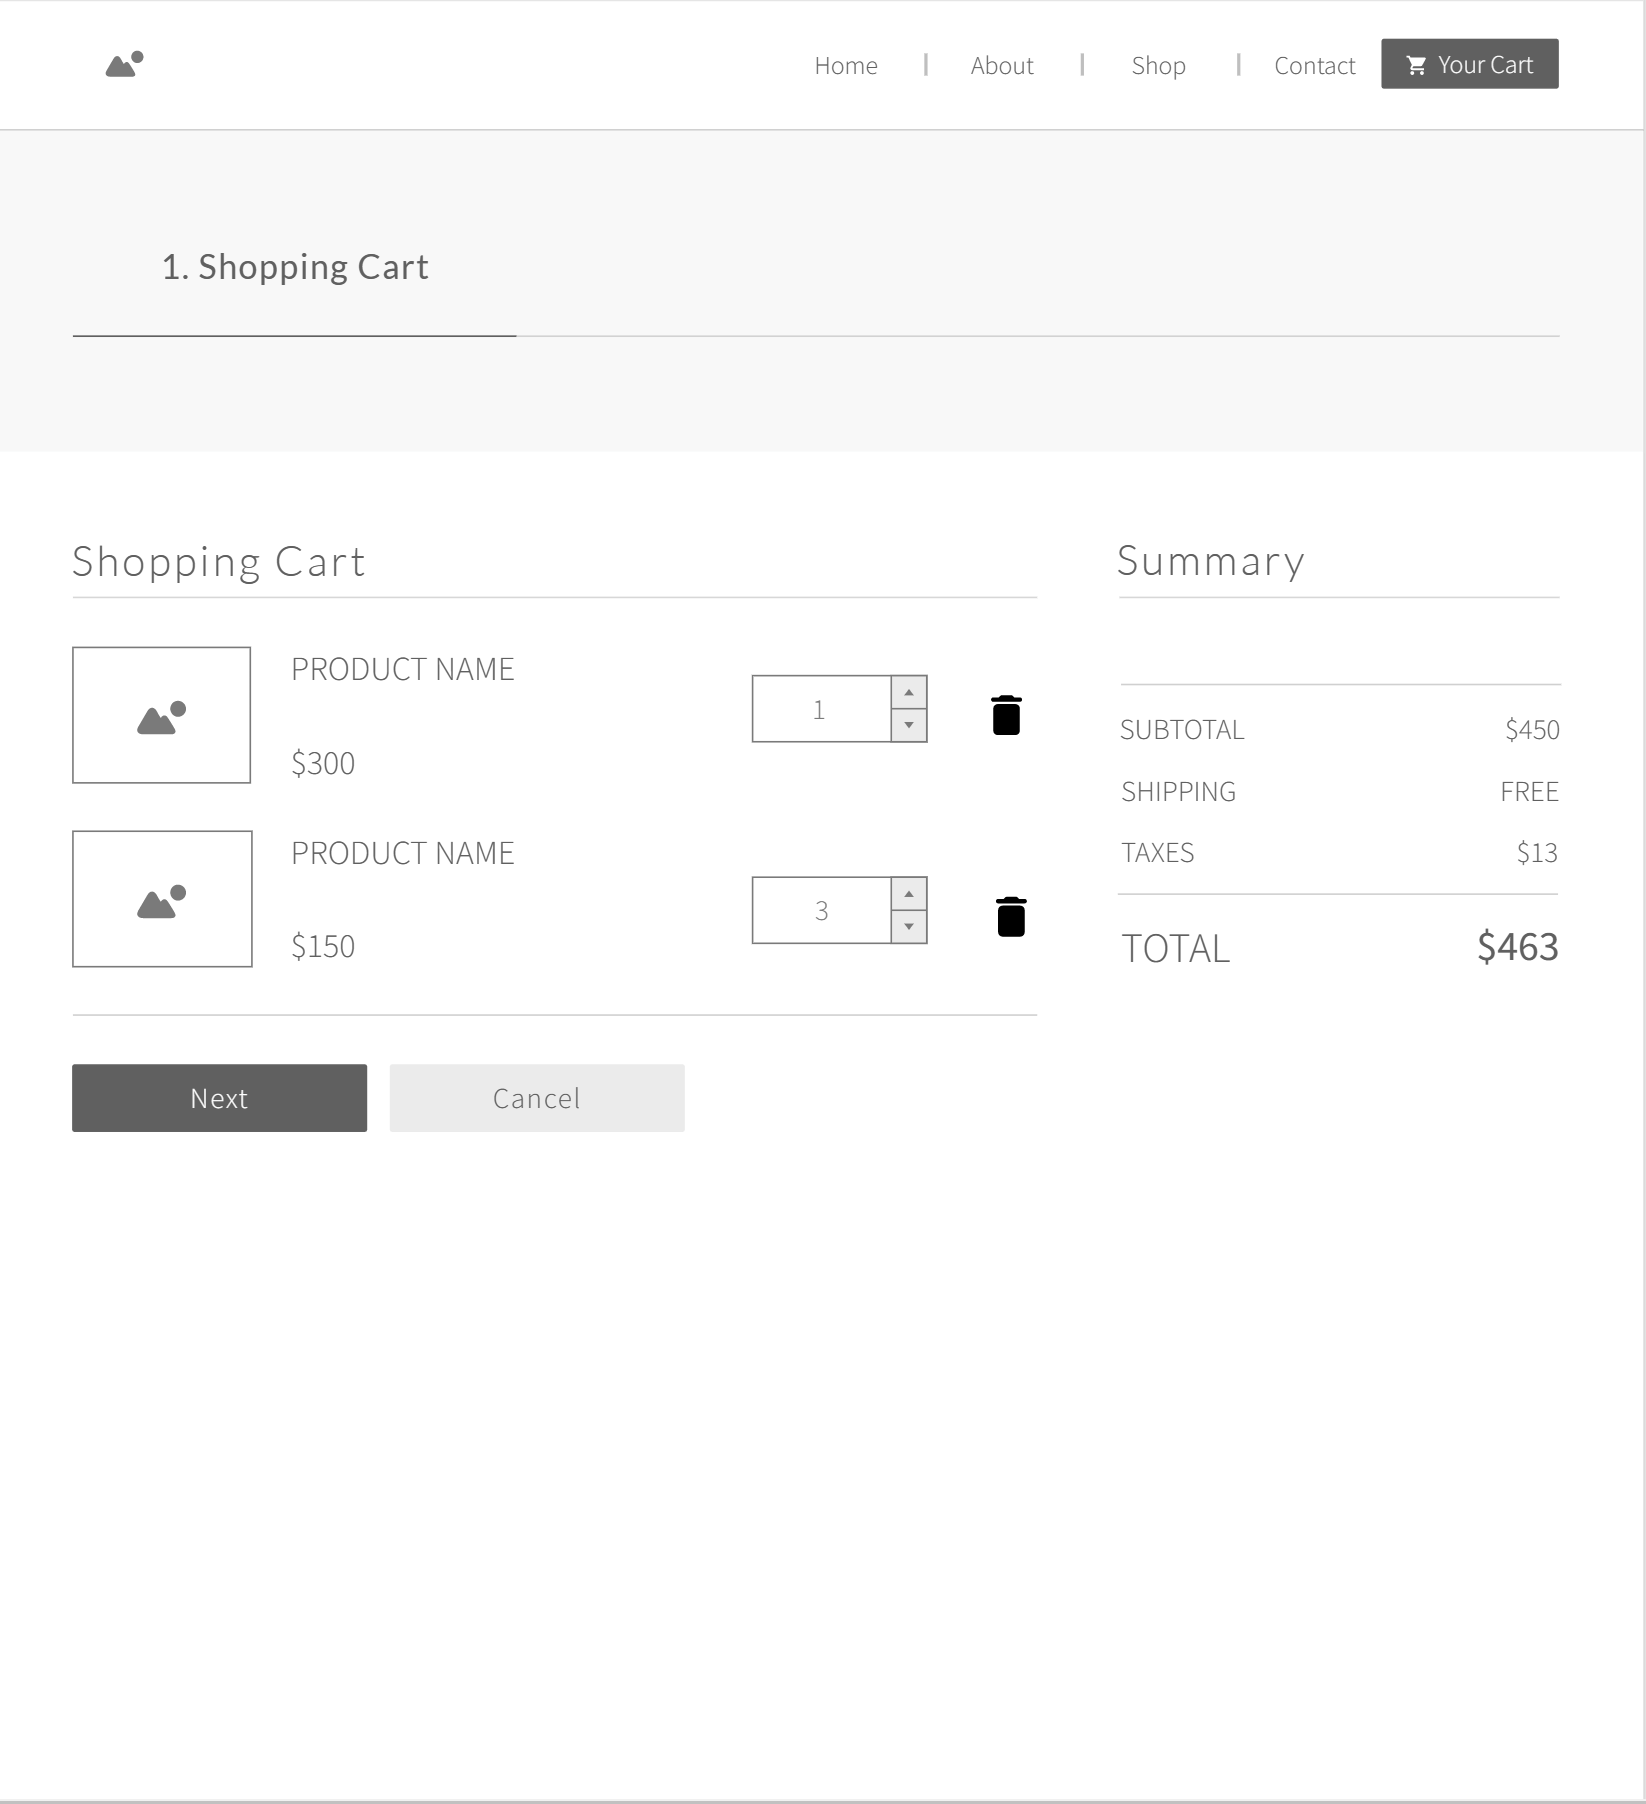 Home | About | Shop | Contact Your Cart
1. Shopping Cart
Shopping Cart
PRODUCT NAME
1
$300
PRODUCT NAME
3
$150
Next
Cancel
Summary
SUBTOTAL $450
SHIPPING FREE
TAXES $13
TOTAL $463